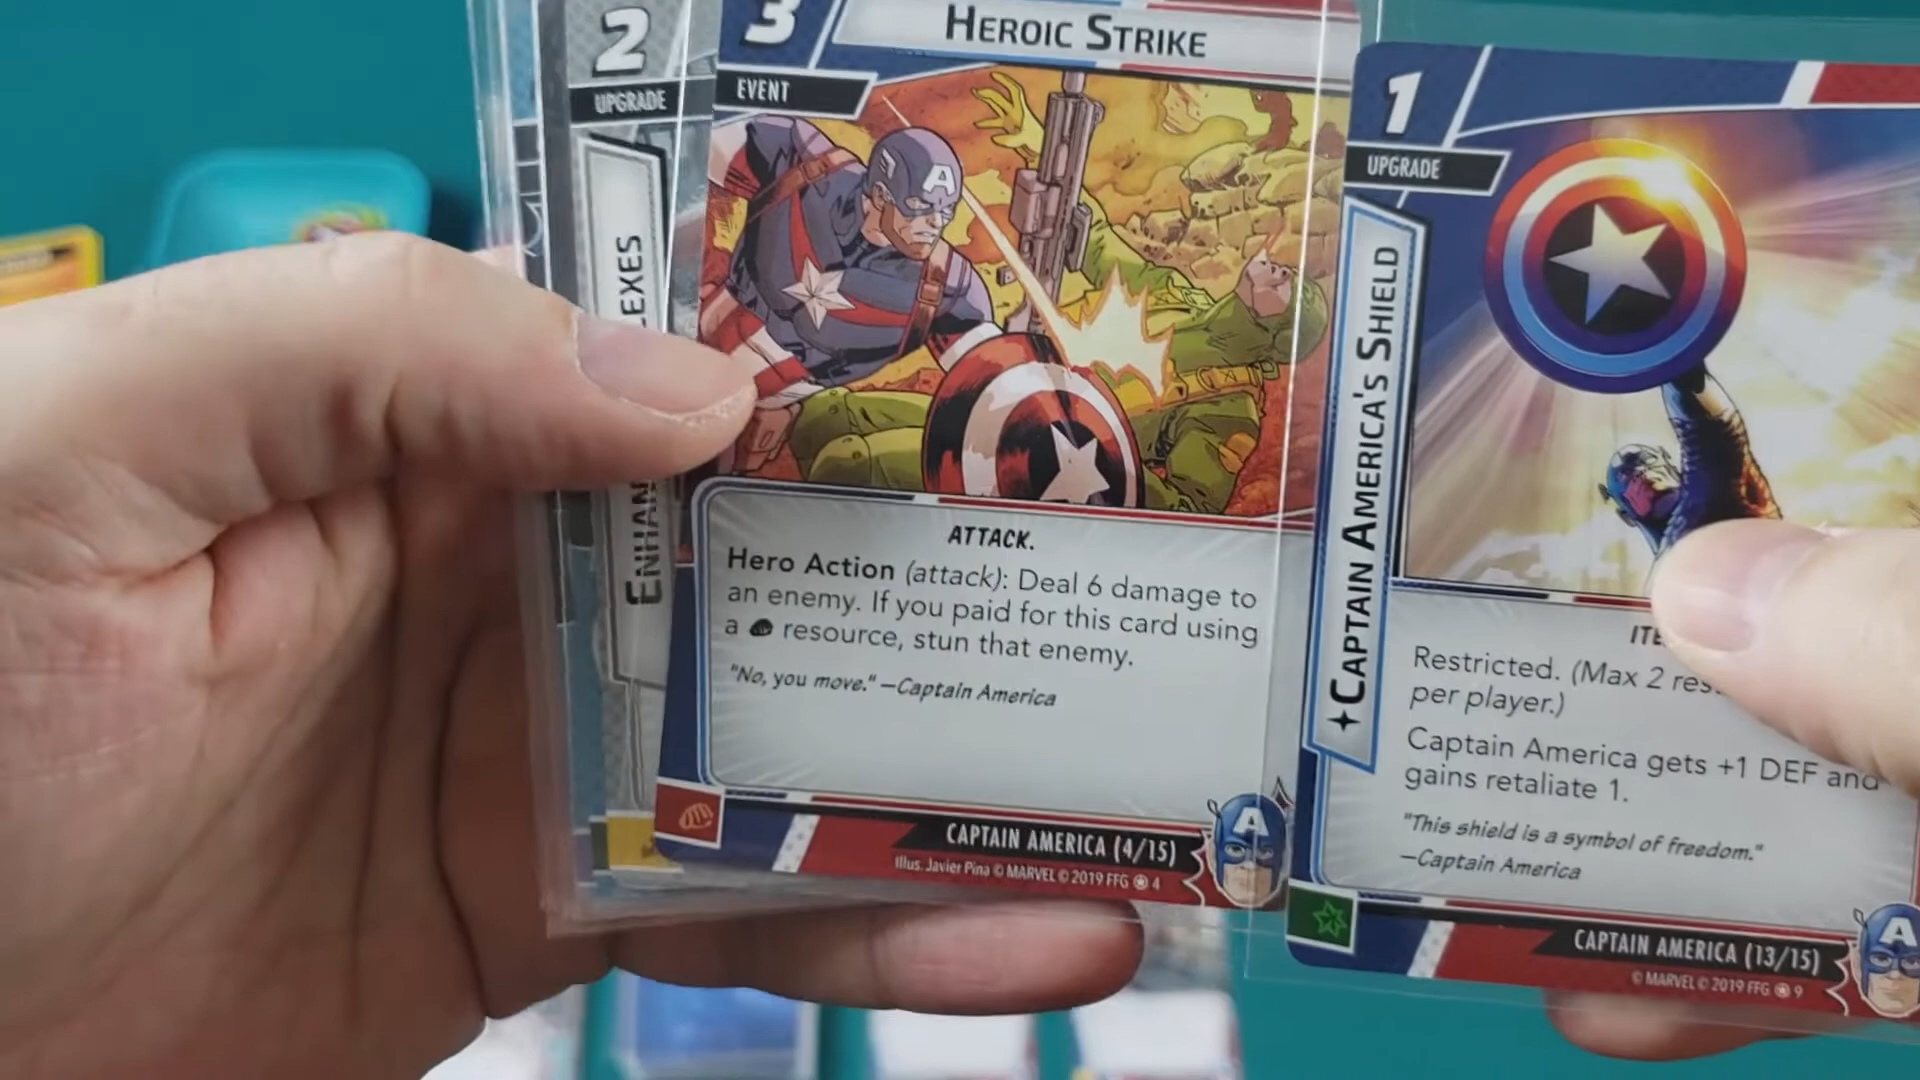 2
UPGRADE
3
HEROIC STRIKE
EVENT
ATTACK.
Hero Action (attack): Deal 6 damage to
an enemy. If you paid for this card using
a resource, stun that enemy.
"No, you move." —Captain America
CAPTAIN AMERICA (4/15)
Illus. Javier Pina © MARVEL © 2019 FFG 4
1
UPGRADE
CAPTAIN AMERICA'S SHIELD
Restricted. (Max 2
per player.)
Captain America gets +1 DEF and
gains retaliate 1.
"This shield is a symbol of freedom."
—Captain America
CAPTAIN AMERICA (13/15)
© MARVEL © 2019 FFG 9